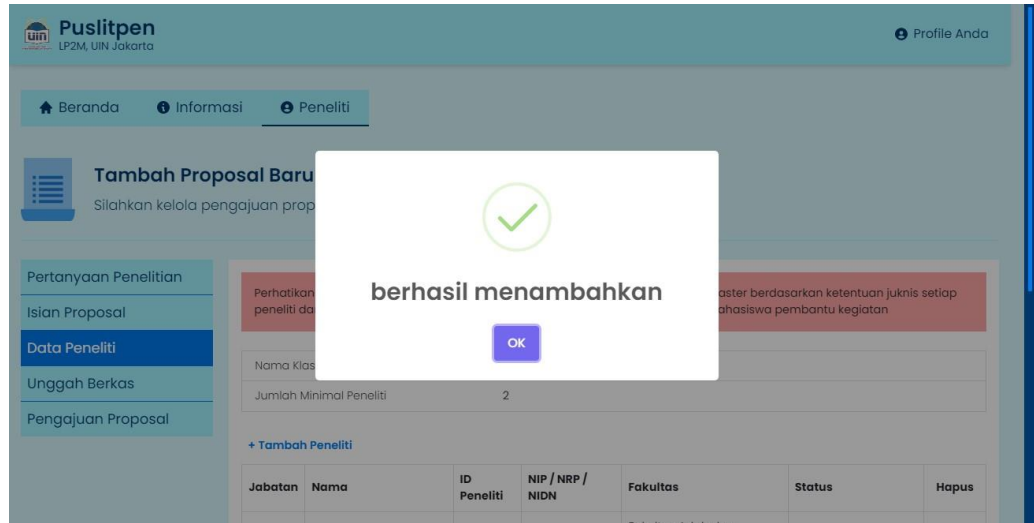 Puslitpen
LP2M, UIN Jakarta
Profile Anda
Beranda
Informasi
Peneliti
Tambah Proposal Baru
Silahkan kelola pengajuan prop
berhasil menambahkan
OK
Pertanyaan Penelitian
Isian Proposal
Data Peneliti
Unggah Berkas
Pengajuan Proposal
Perhatikan aster berdasarkan ketentuan juknis setiap
peneliti da ahasiswa pembantu kegiatan
Nama Klas
Jumlah Minimal Peneliti 2
+ Tambah Peneliti
Jabatan Nama ID Peneliti NIP / NRP / NIDN Fakultas Status Hapus